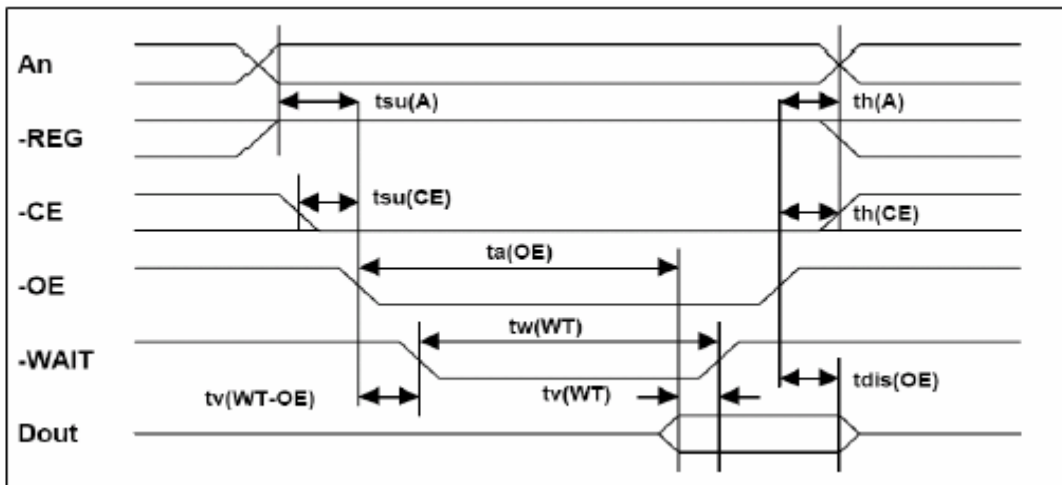 An
tsu(A)
th(A)
-REG
tsu(CE)
-CE
th(CE)
ta(OE)
-OE
tw(WT)
-WAIT
tdis(OE)
tv(WT-OE)
tv(WT)
Dout